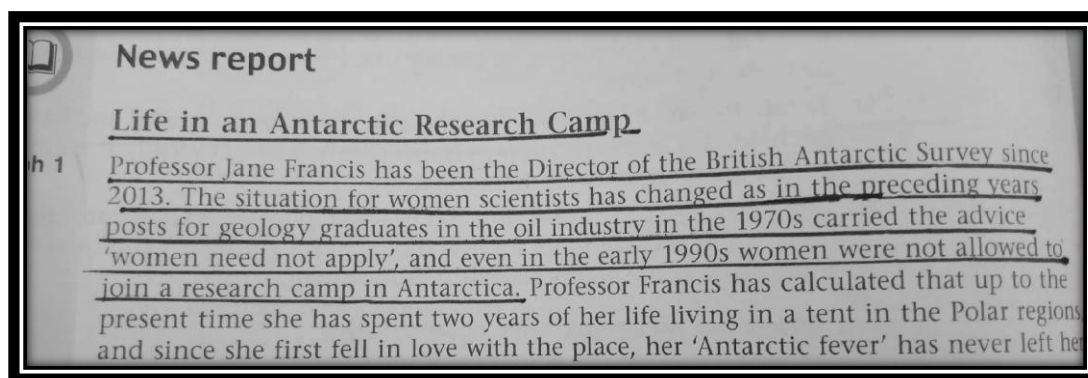 News report
Life in an Antarctic Research Camp
h 1
Professor Jane Francis has been the Director of the British Antarctic Survey since
2013. The situation for women scientists has changed as in the preceding years
posts for geology graduates in the oil industry in the 1970s carried the advice
'women need not apply', and even in the early 1990s women were not allowed to
join a research camp in Antarctica. Professor Francis has calculated that up to the
present time she has spent two years of her life living in a tent in the Polar regions
and since she first fell in love with the place, her 'Antarctic fever' has never left her